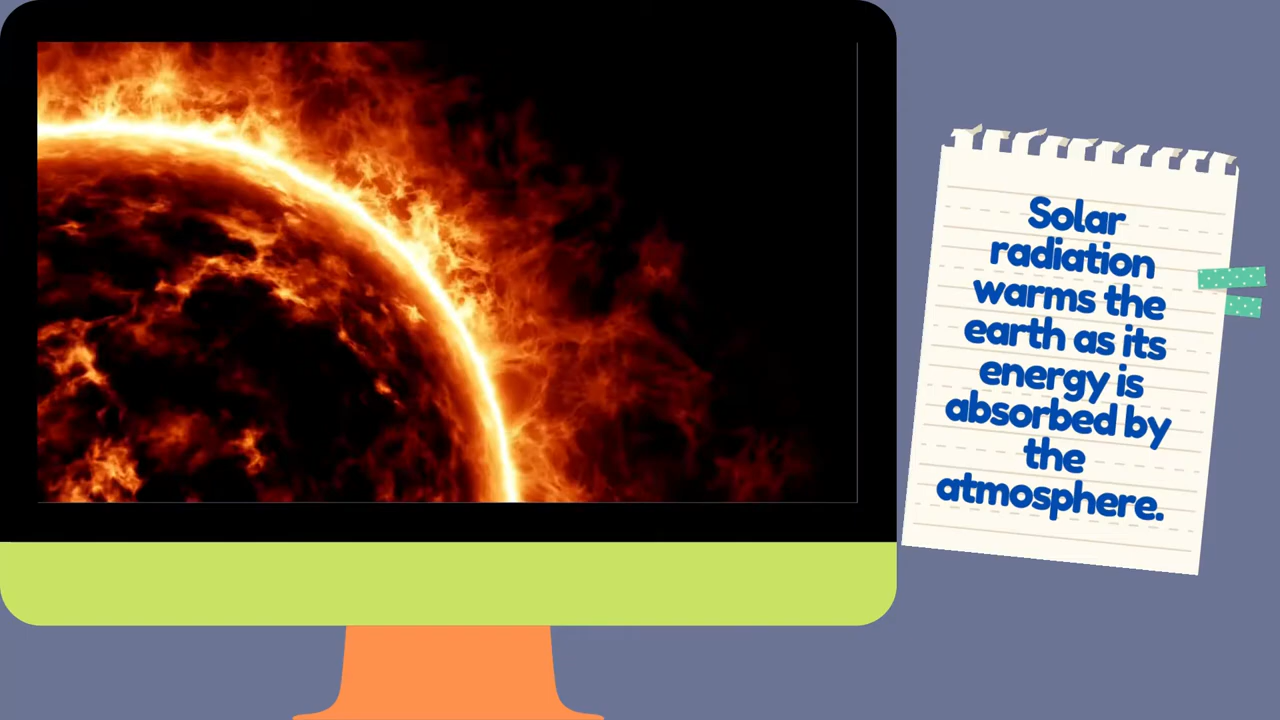 Solar
radiation
warms the
earth as its
energy is
absorbed by
the
atmosphere.